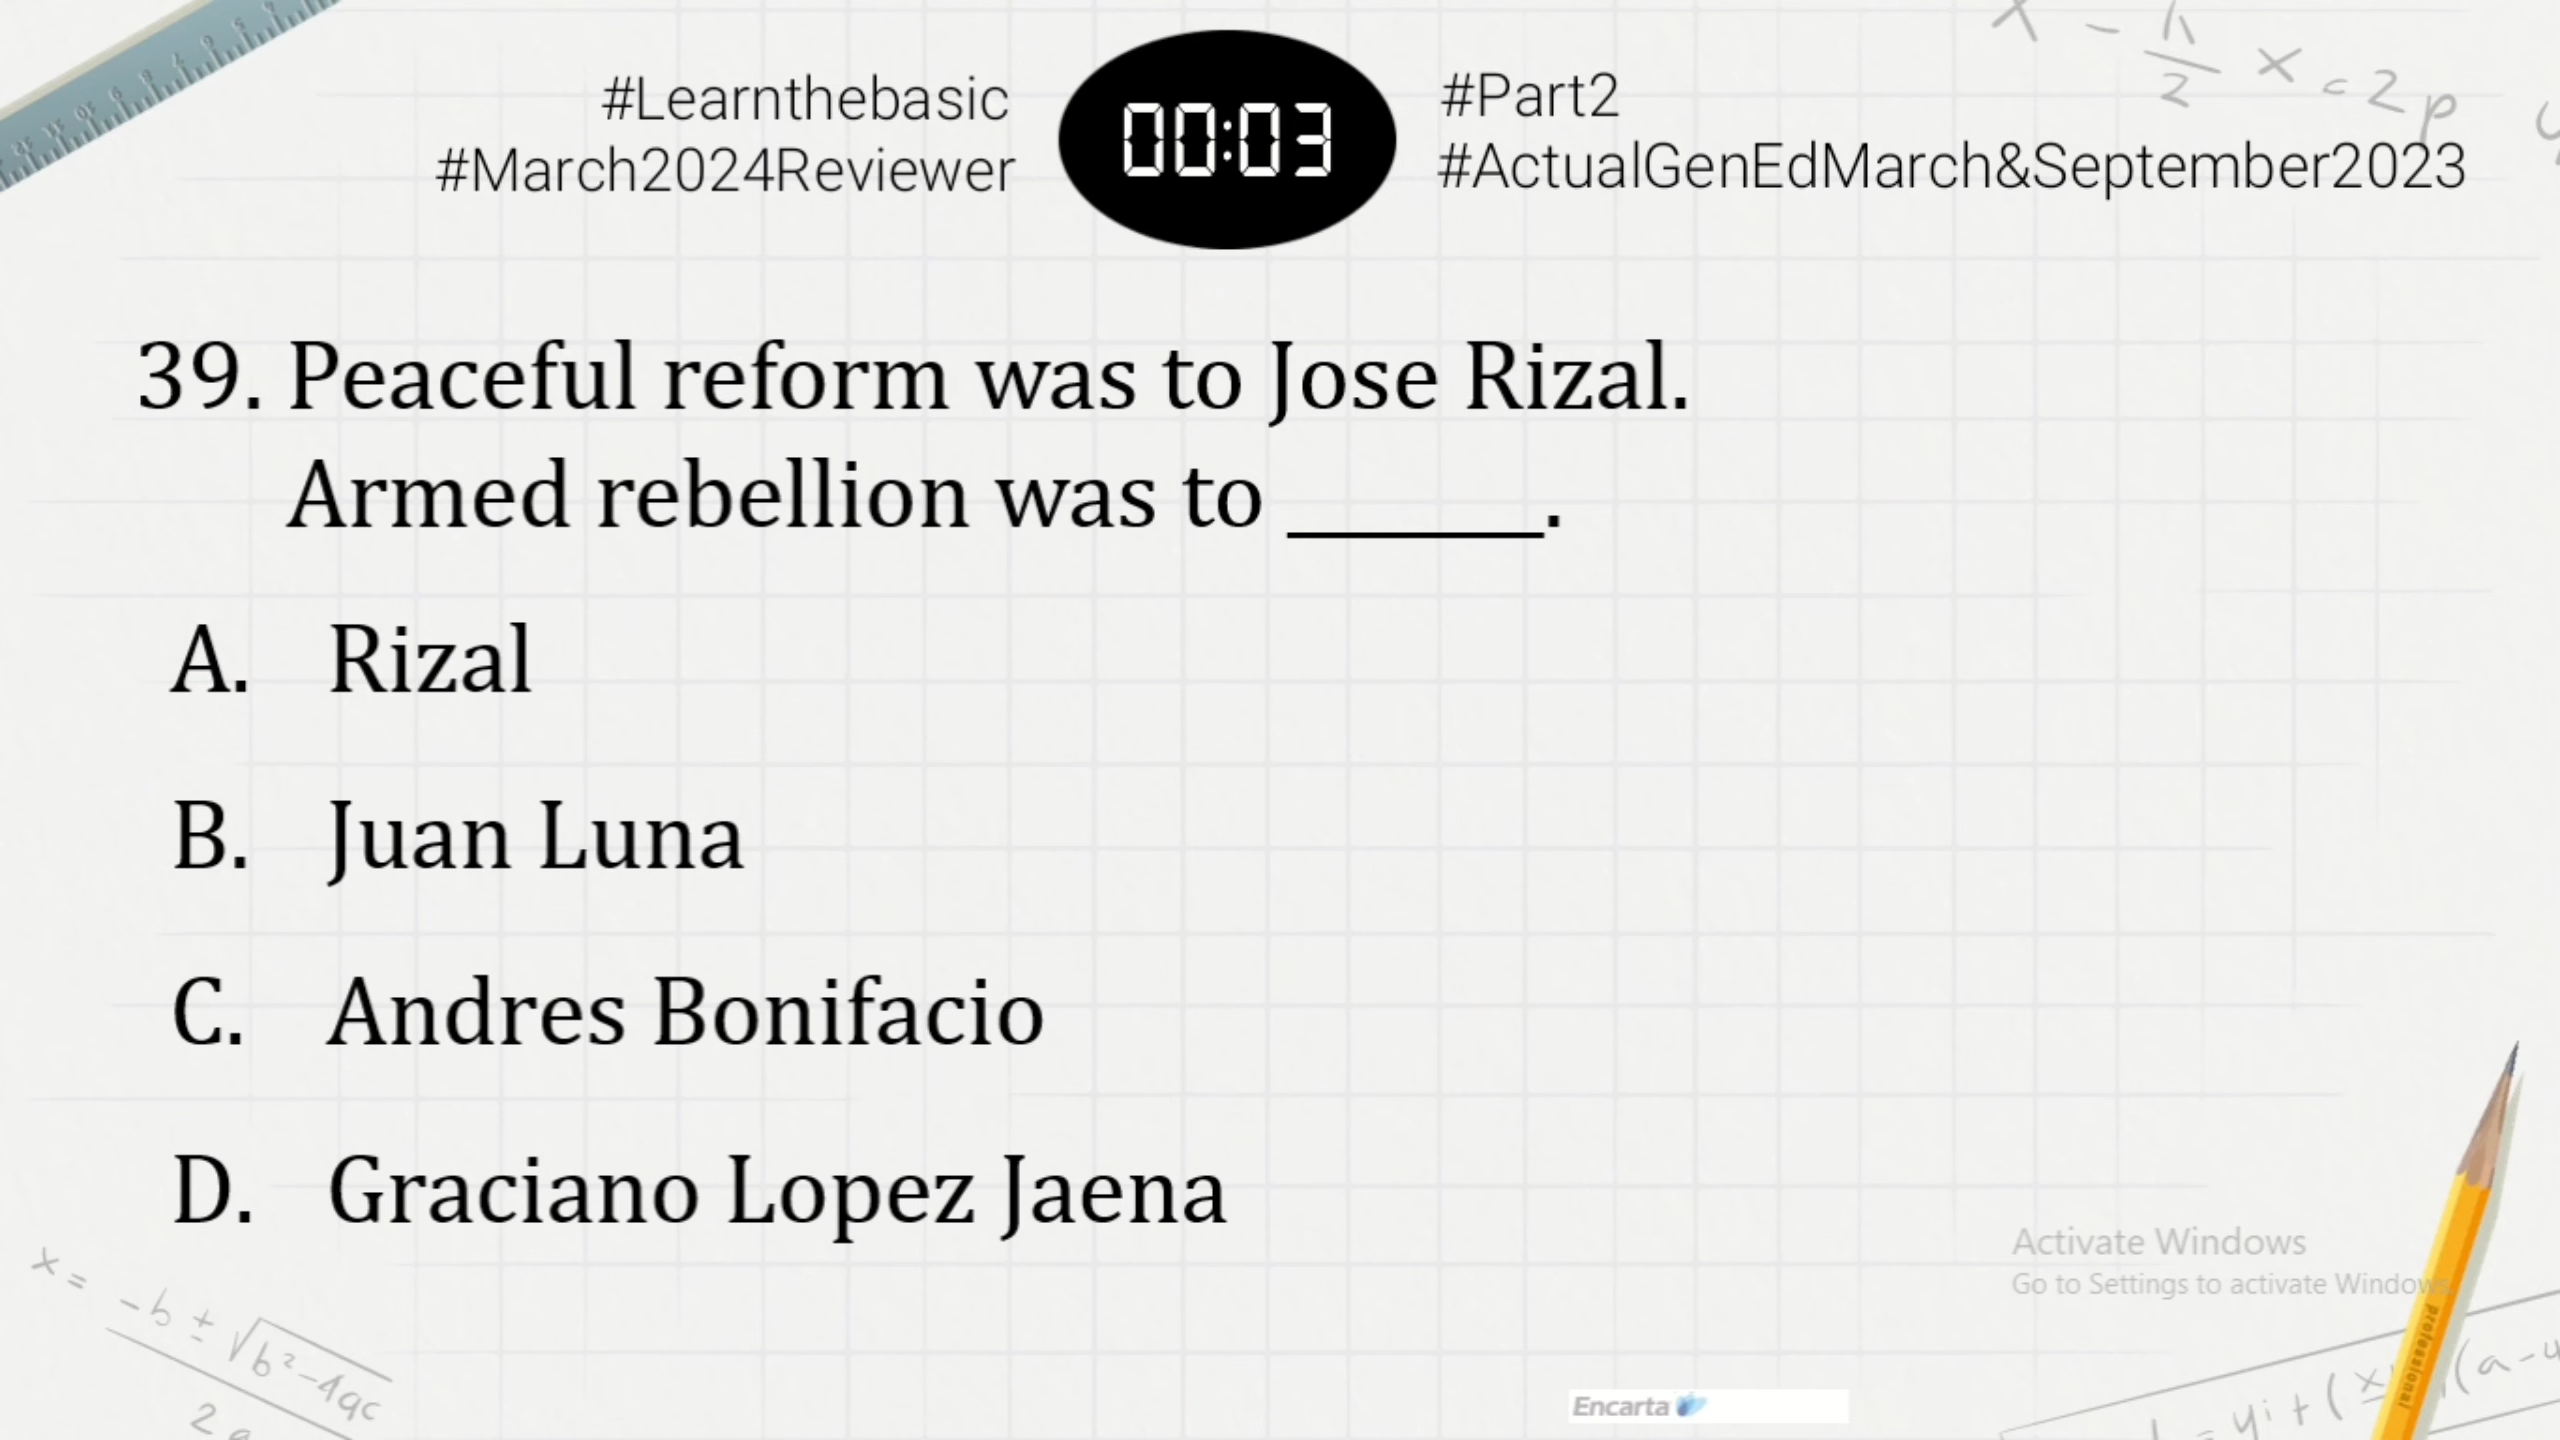 #Learnthebasic
#March2024Reviewer
00:03
#Part2
#ActualGenEdMarch&September2023
39. Peaceful reform was to Jose Rizal.
Armed rebellion was to ______.
A. Rizal
B. Juan Luna
C. Andres Bonifacio
D. Graciano Lopez Jaena
Activate Windows
Go to Settings to activate Windows
professional
Encarta